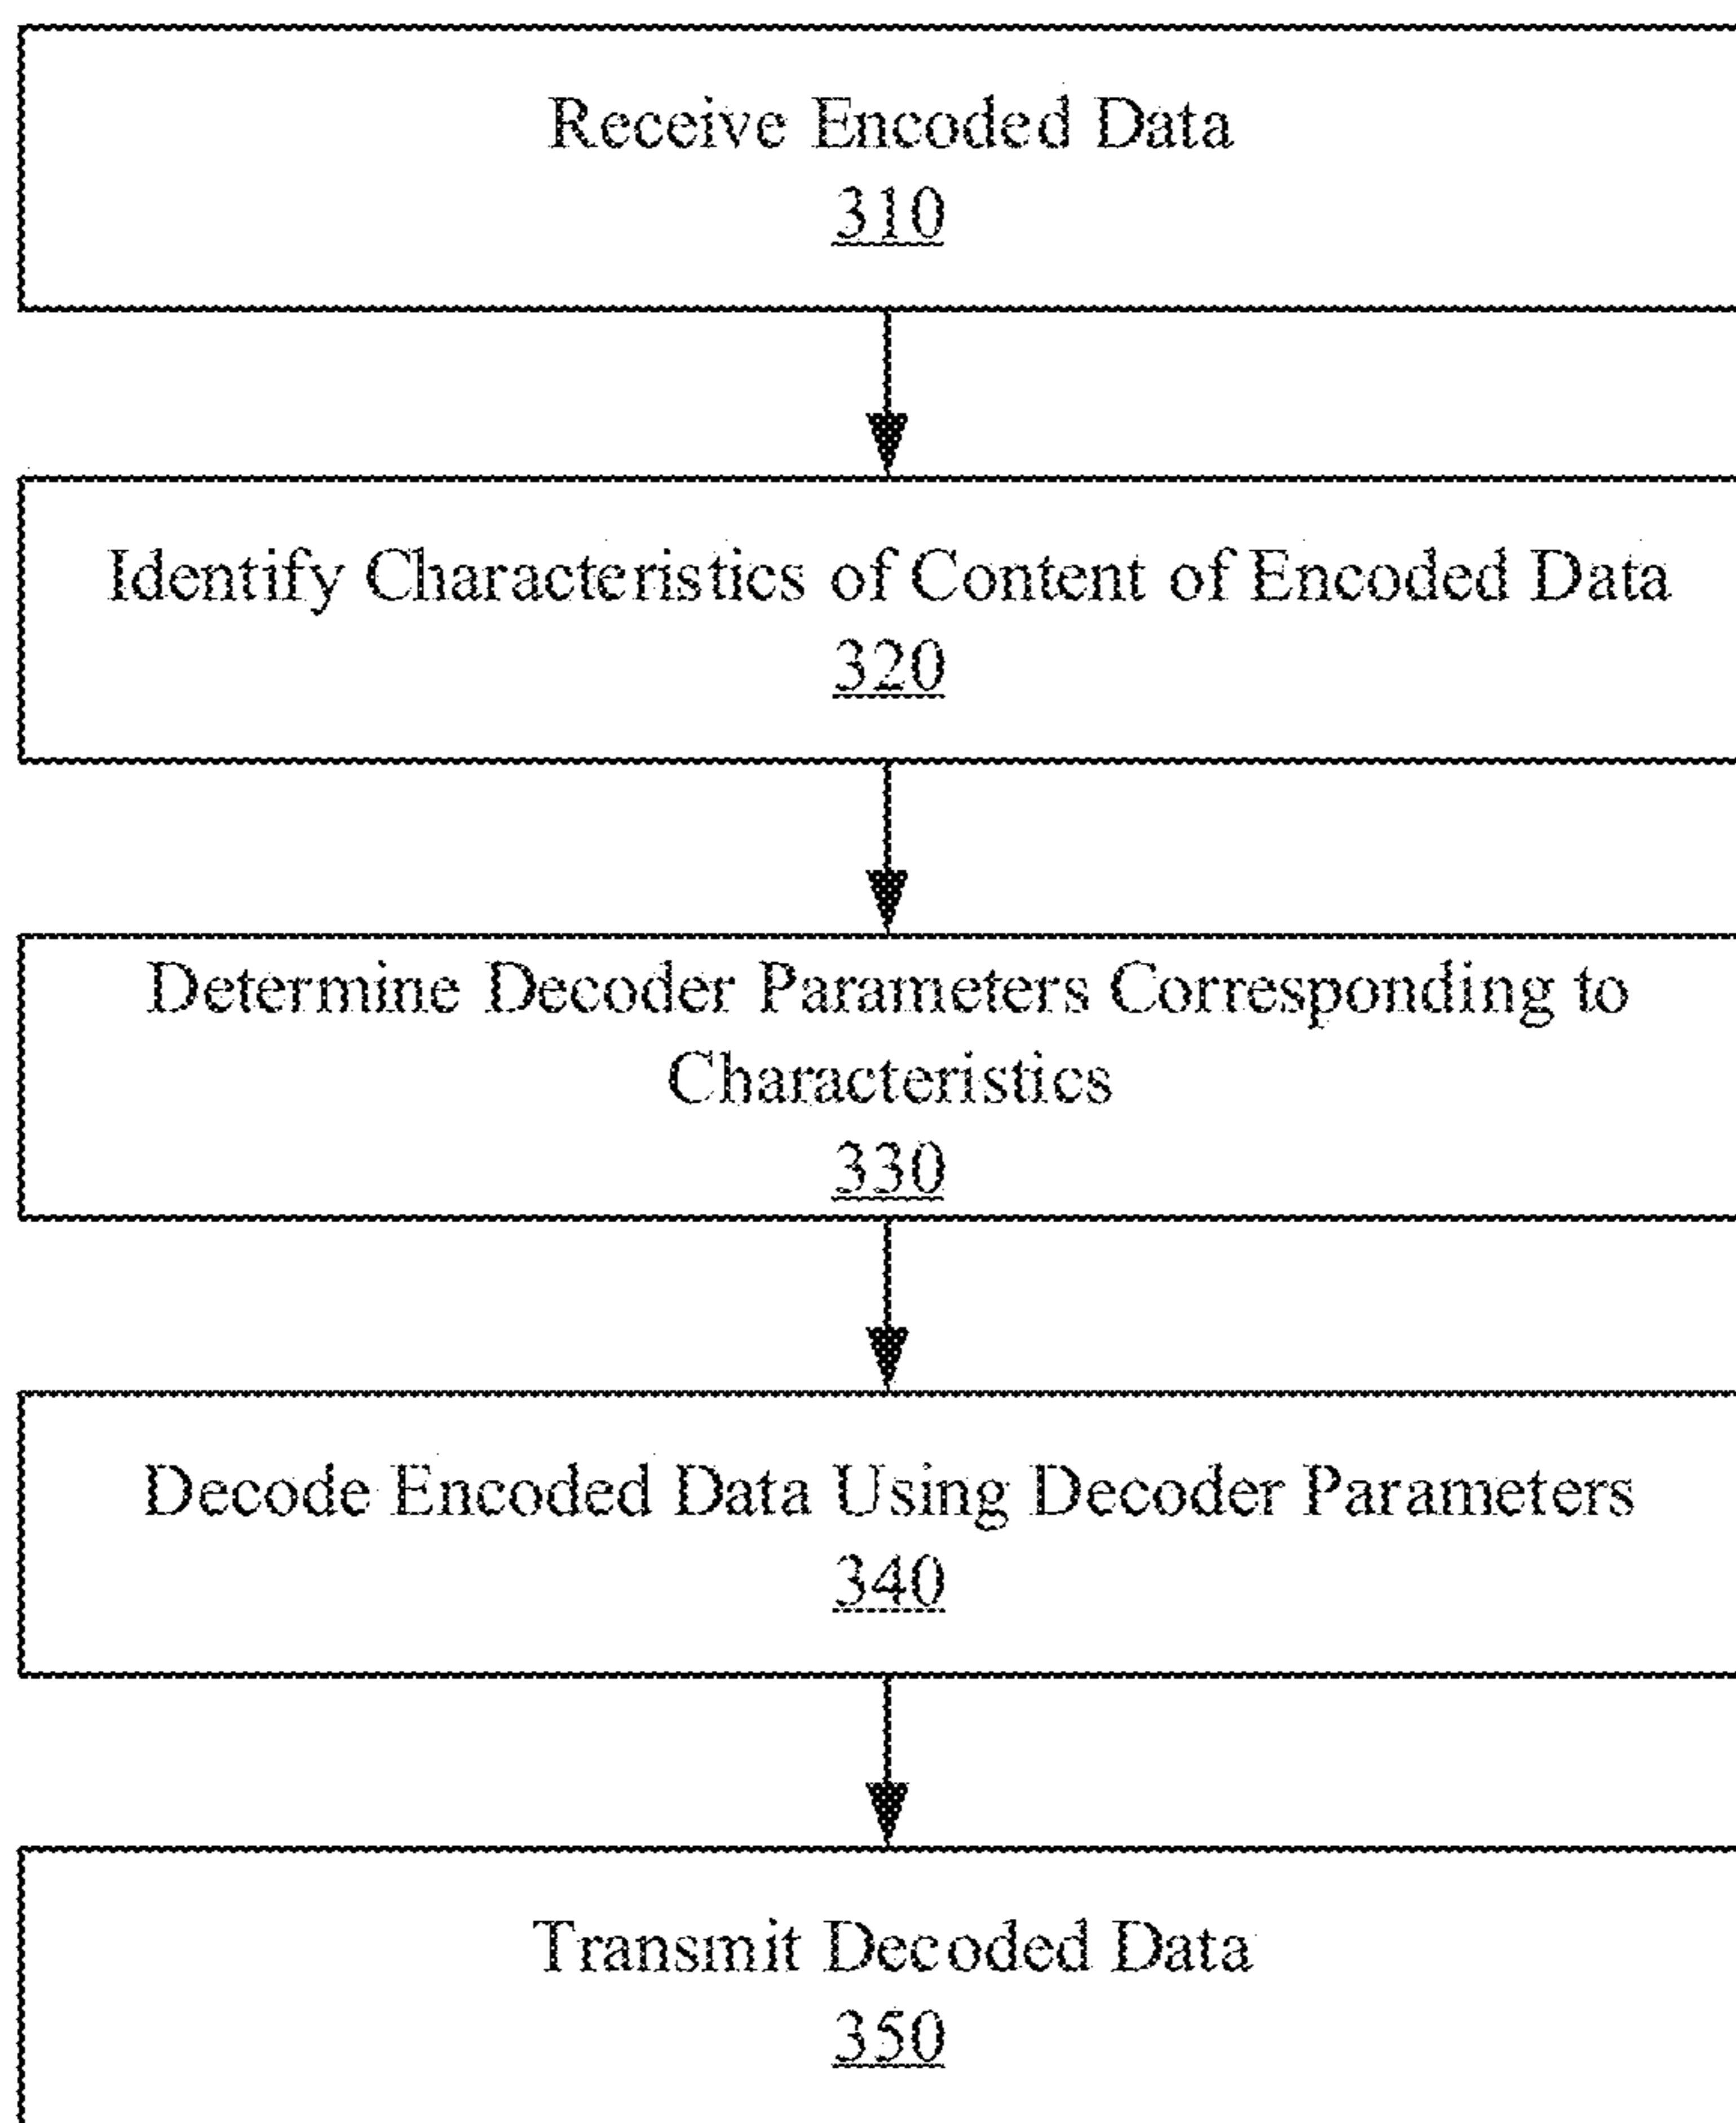 Receive Encoded Data
310
Identify Characteristics of Content of Encoded Data
320
Determine Decoder Parameters Corresponding to
Characteristics
330
Decode Encoded Data Using Decoder Parameters
340
Transmit Decoded Data
350